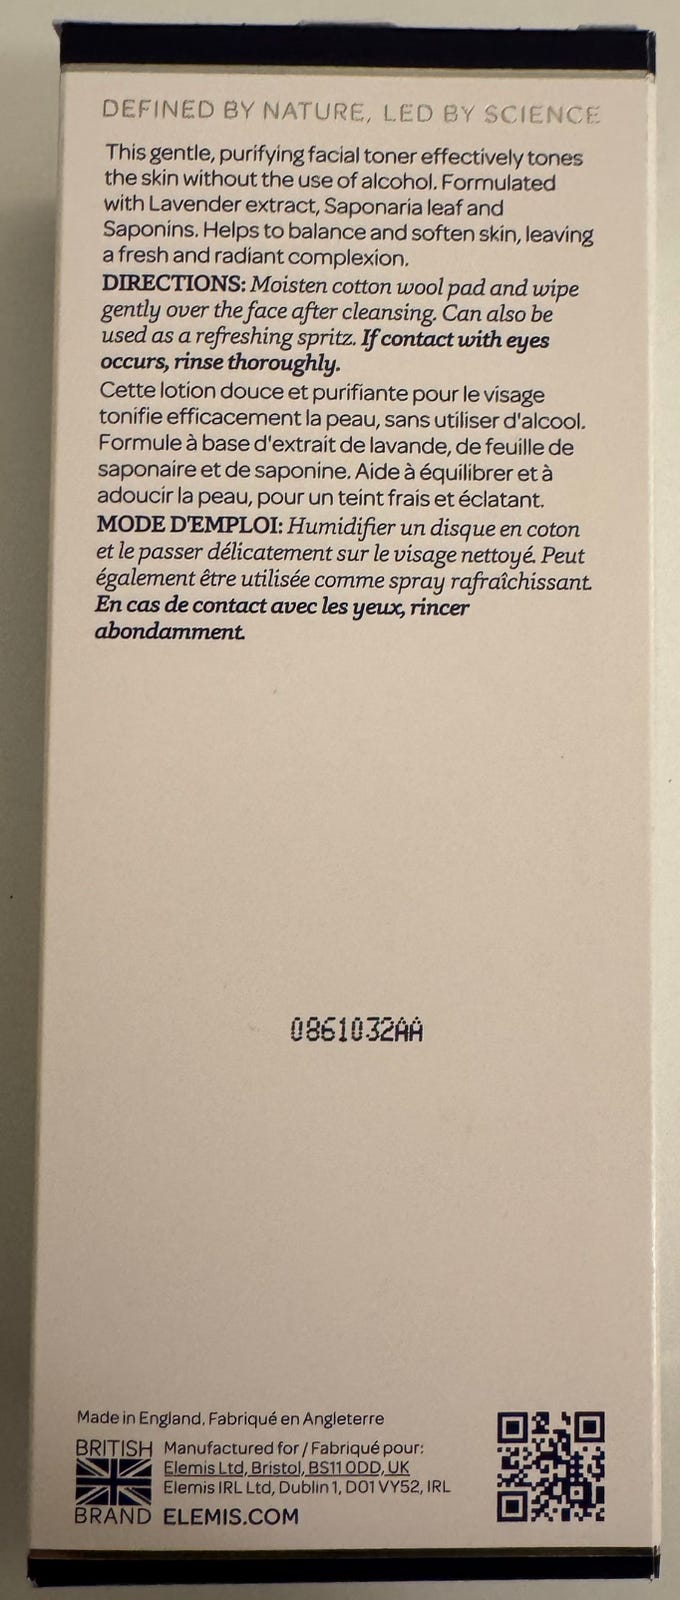 DEFINED BY NATURE, LED BY SCIENCE
This gentle, purifying facial toner effectively tones
the skin without the use of alcohol. Formulated
with Lavender extract, Saponaria leaf and
Saponins. Helps to balance and soften skin, leaving
a fresh and radiant complexion.
DIRECTIONS: Moisten cotton wool pad and wipe
gently over the face after cleansing. Can also be
used as a refreshing spritz. If contact with eyes
occurs, rinse thoroughly.
Cette lotion douce et purifiante pour le visage
tonifie efficacement la peau, sans utiliser d'alcool.
Formule à base d'extrait de lavande, de feuille de
saponaire et de saponine. Aide à équilibrer et à
adoucir la peau, pour un teint frais et éclatant.
MODE D'EMPLOI: Humidifier un disque en coton
et le passer délicatement sur le visage nettoyé. Peut
également être utilisée comme spray rafraîchissant.
En cas de contact avec les yeux, rincer
abondamment.
0861032AA
Made in England. Fabriqué en Angleterre
BRITISH
BRAND
Manufactured for / Fabriqué pour:
Elemis Ltd, Bristol, BS11 0DD, UK
Elemis IRL Ltd, Dublin 1, D01 VY52, IRL
ELEMIS.COM